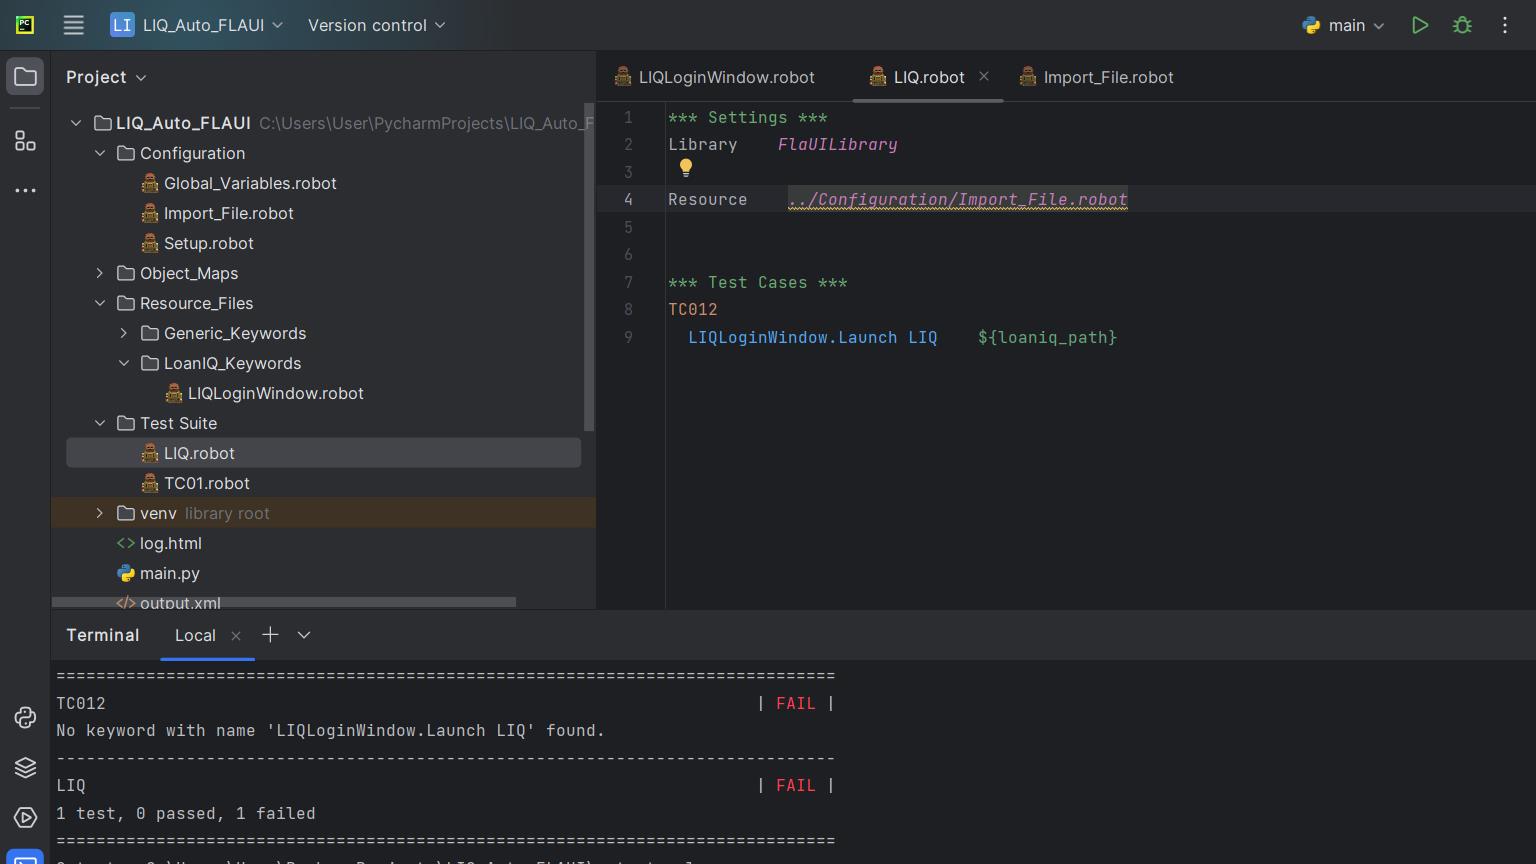 PC
LI LIQ_Auto_FLAUI Version control main
Project
LIQ_Auto_FLAUI C:\Users\User\PycharmProjects\LIQ_Auto_F
Configuration
Global_Variables.robot
Import_File.robot
Setup.robot
Object_Maps
Resource_Files
Generic_Keywords
LoanIQ_Keywords
LIQLoginWindow.robot
Test Suite
LIQ.robot
TC01.robot
venv library root
log.html
main.py
output.xml
LIQLoginWindow.robot LIQ.robot Import_File.robot
1 *** Settings ***
2 Library FlaUILibrary
3
4 Resource ../Configuration/Import_File.robot
5
6
7 *** Test Cases ***
8 TC012
9 LIQLoginWindow.Launch LIQ ${loaniq_path}
Terminal Local
==============================================================================
TC012 | FAIL |
No keyword with name 'LIQLoginWindow.Launch LIQ' found.
------------------------------------------------------------------------------
LIQ | FAIL |
1 test, 0 passed, 1 failed
==============================================================================